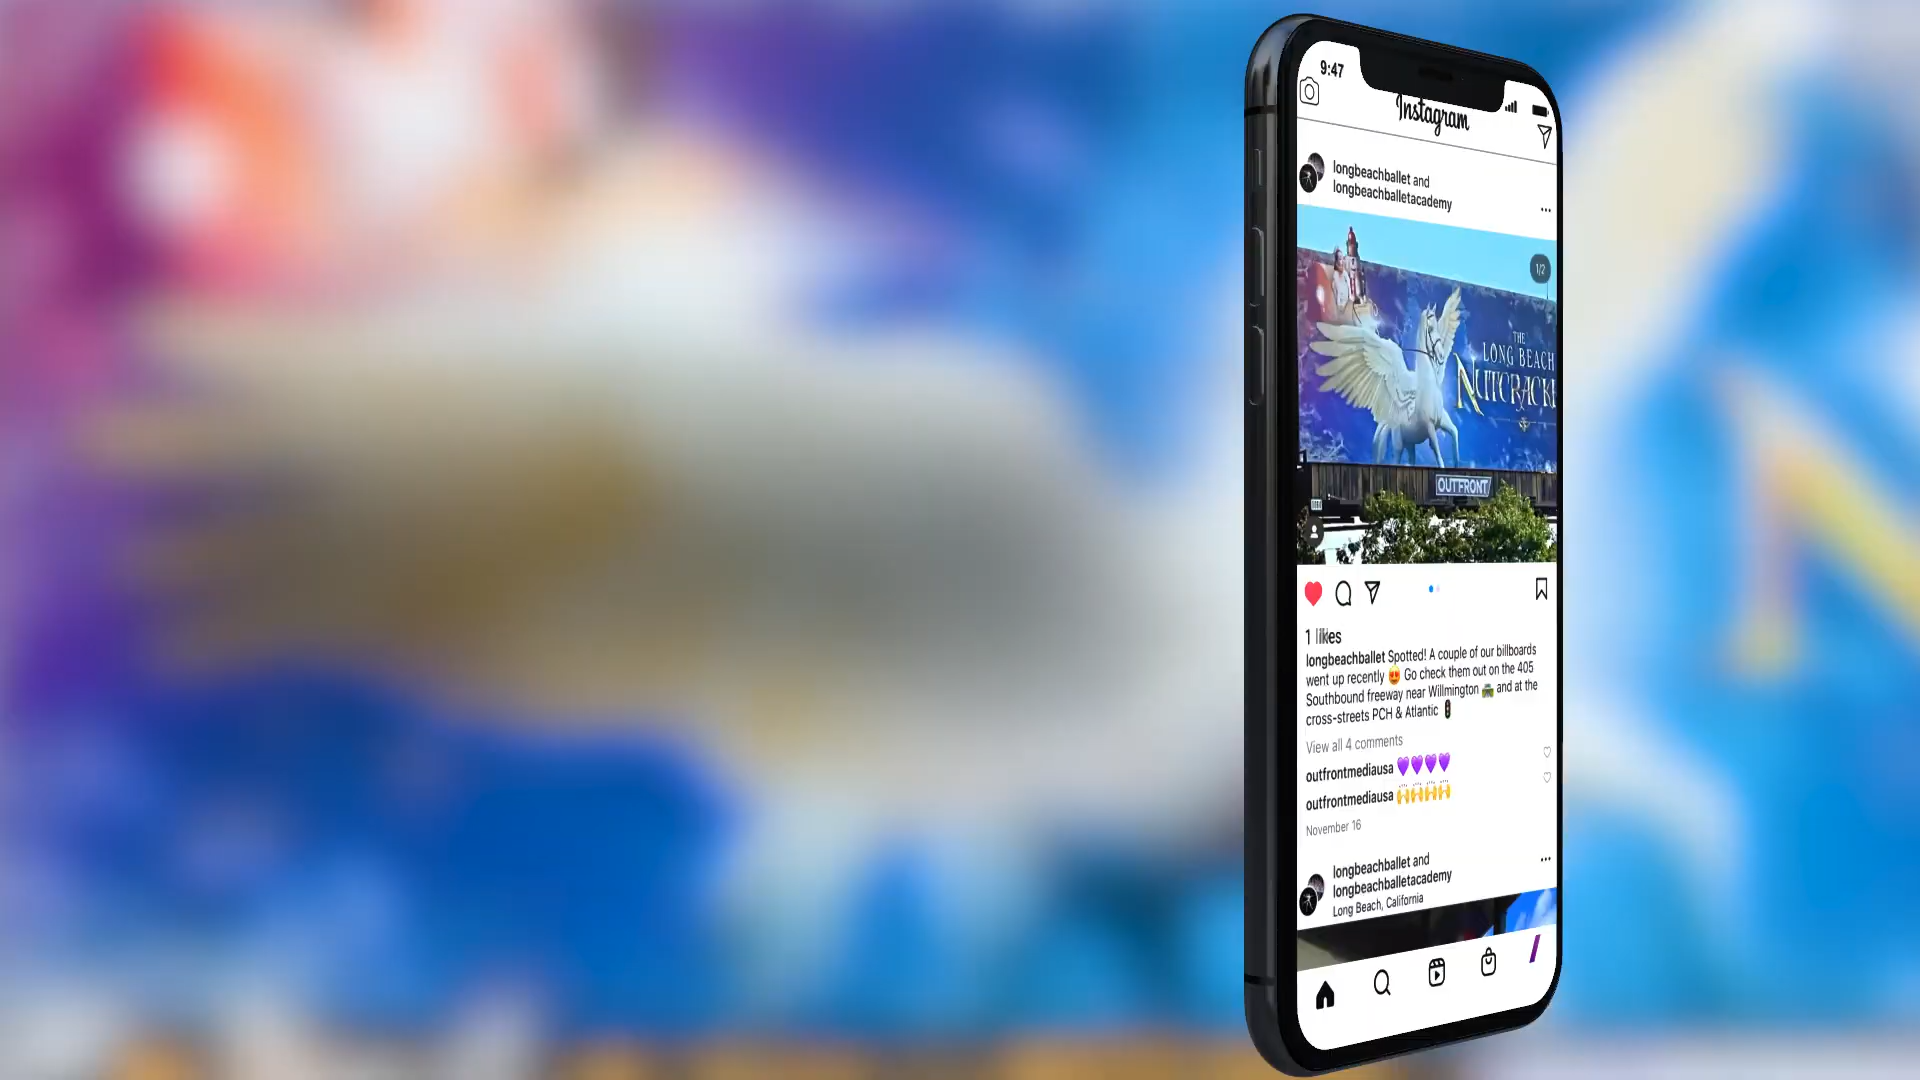 9:47
Instagram
longbeachballet and
longbeachballetacademy
1/2
THE
LONG BEACH
NUTCRACKE
OUTFRONT/
1 likes
longbeachballet Spotted! A couple of our billboards
went up recently 😍 Go check them out on the 405
Southbound freeway near Willmington 🛣️ and at the
cross-streets PCH & Atlantic 🚦
View all 4 comments
outfrontmediausa 💜💜💜💜
outfrontmediausa 🙌🙌🙌🙌
November 16
longbeachballet and
longbeachballetacademy
Long Beach, California